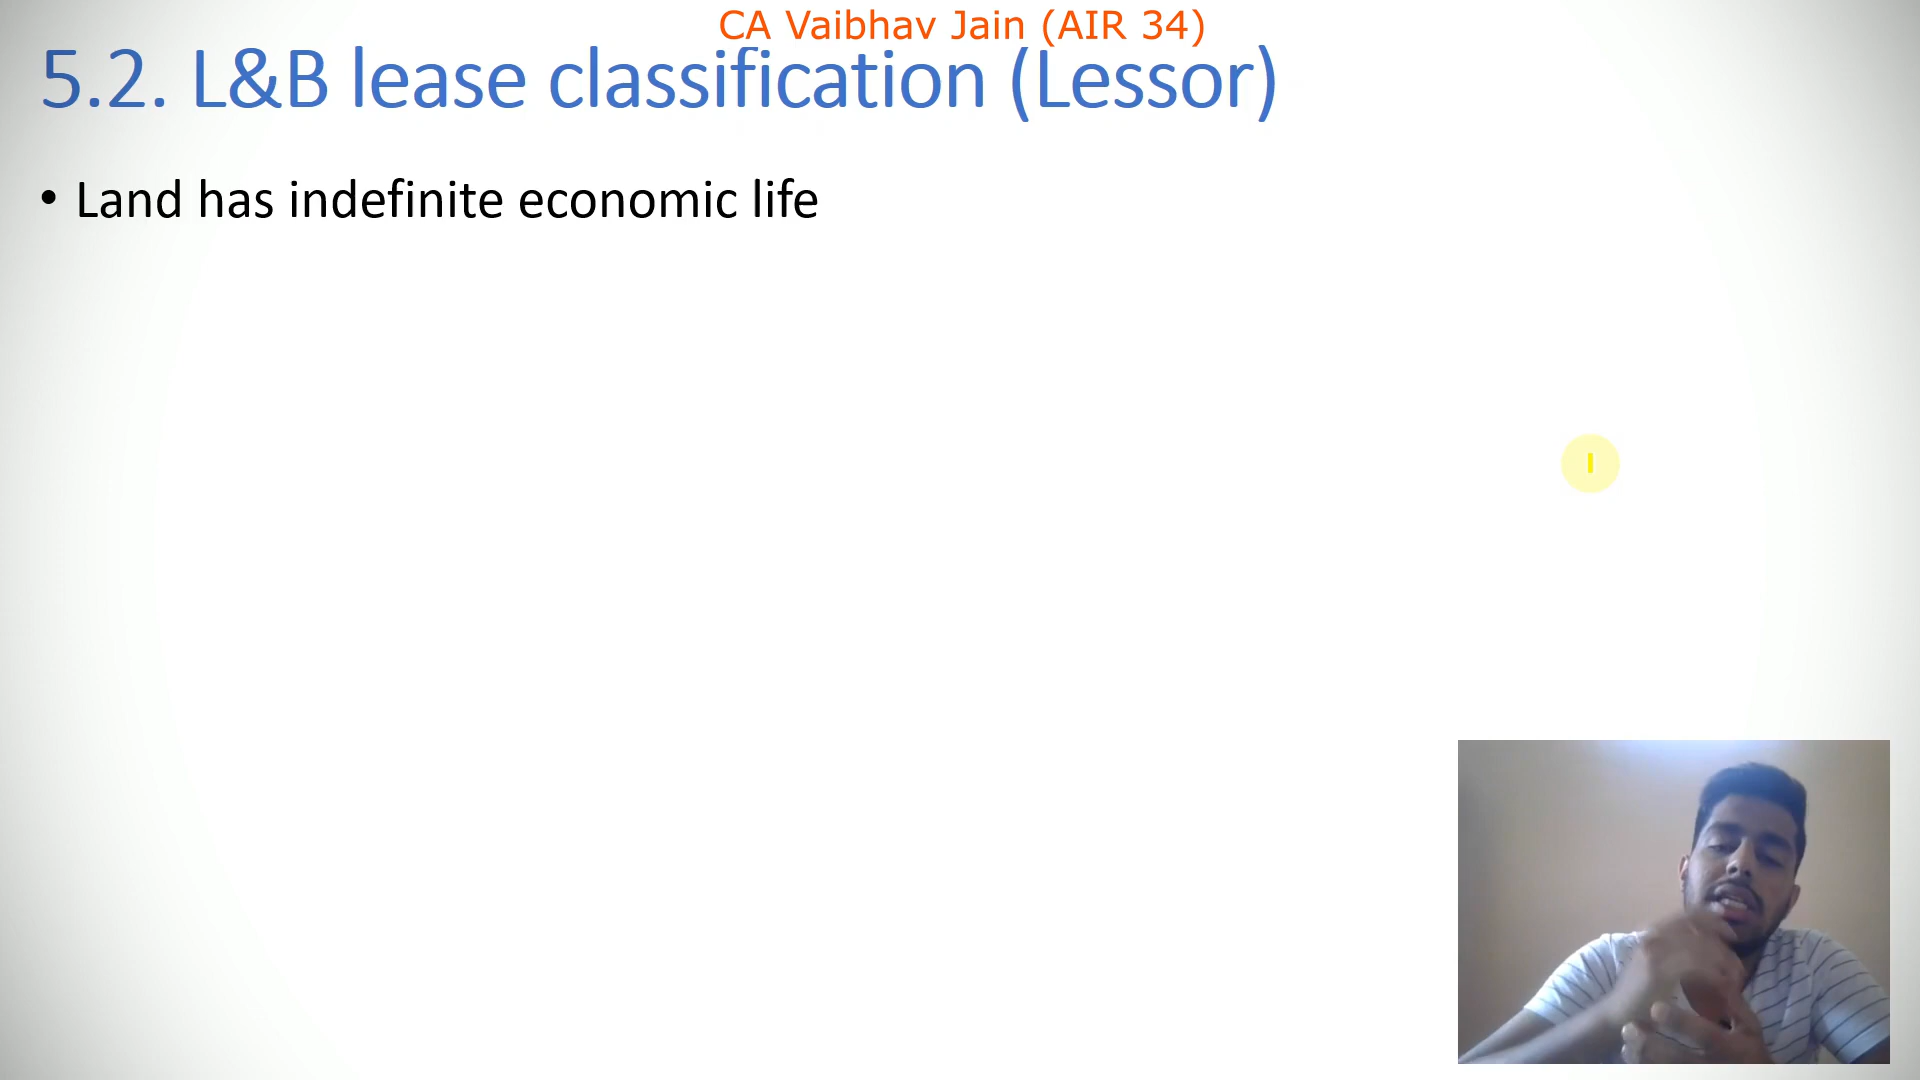 CA Vaibhav Jain (AIR 34)
5.2. L&B lease classification (Lessor)
• Land has indefinite economic life